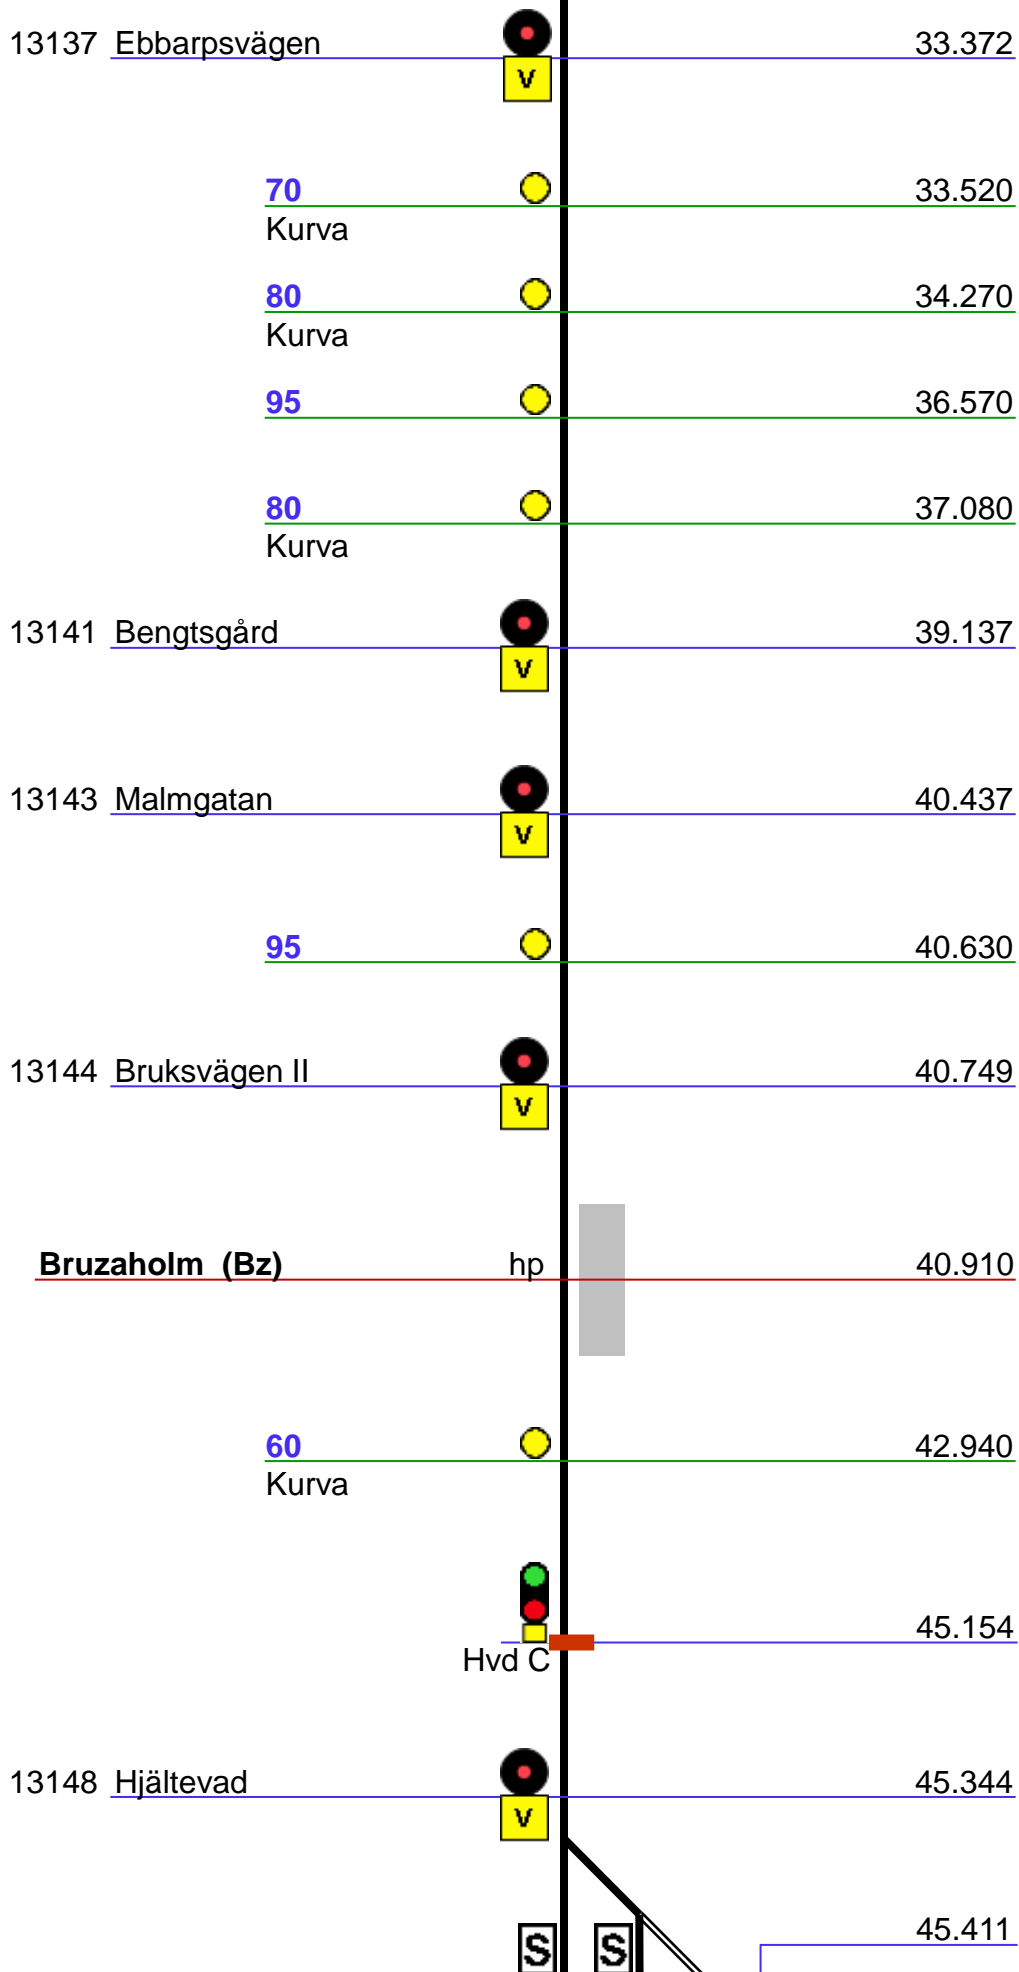 13137 Ebbarpsvägen 33.372
V
70 33.520
Kurva
80 34.270
Kurva
95 36.570
80 37.080
Kurva
13141 Bengtsgård 39.137
V
13143 Malmgatan 40.437
V
95 40.630
13144 Bruksvägen II 40.749
V
Bruzaholm (Bz) hp 40.910
60 42.940
Kurva
45.154
Hvd C
13148 Hjältevad 45.344
V
45.411
S S